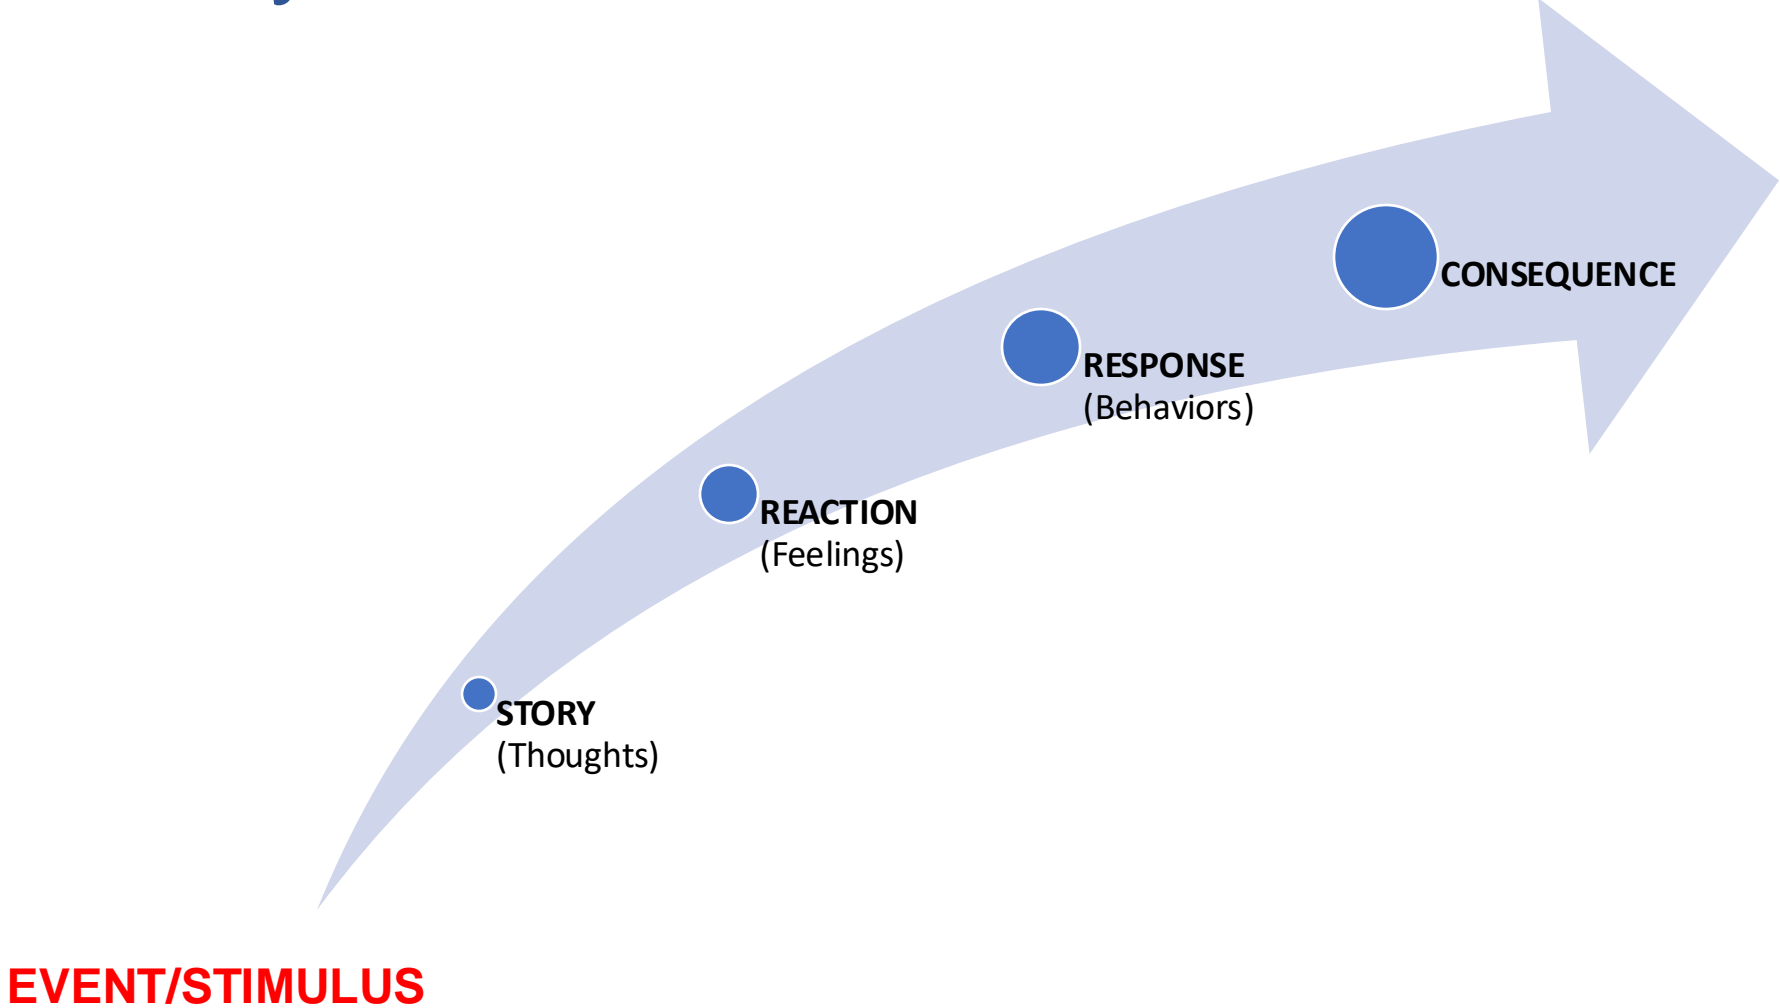 CONSEQUENCE
RESPONSE
(Behaviors)
REACTION
(Feelings)
STORY
(Thoughts)
EVENT/STIMULUS